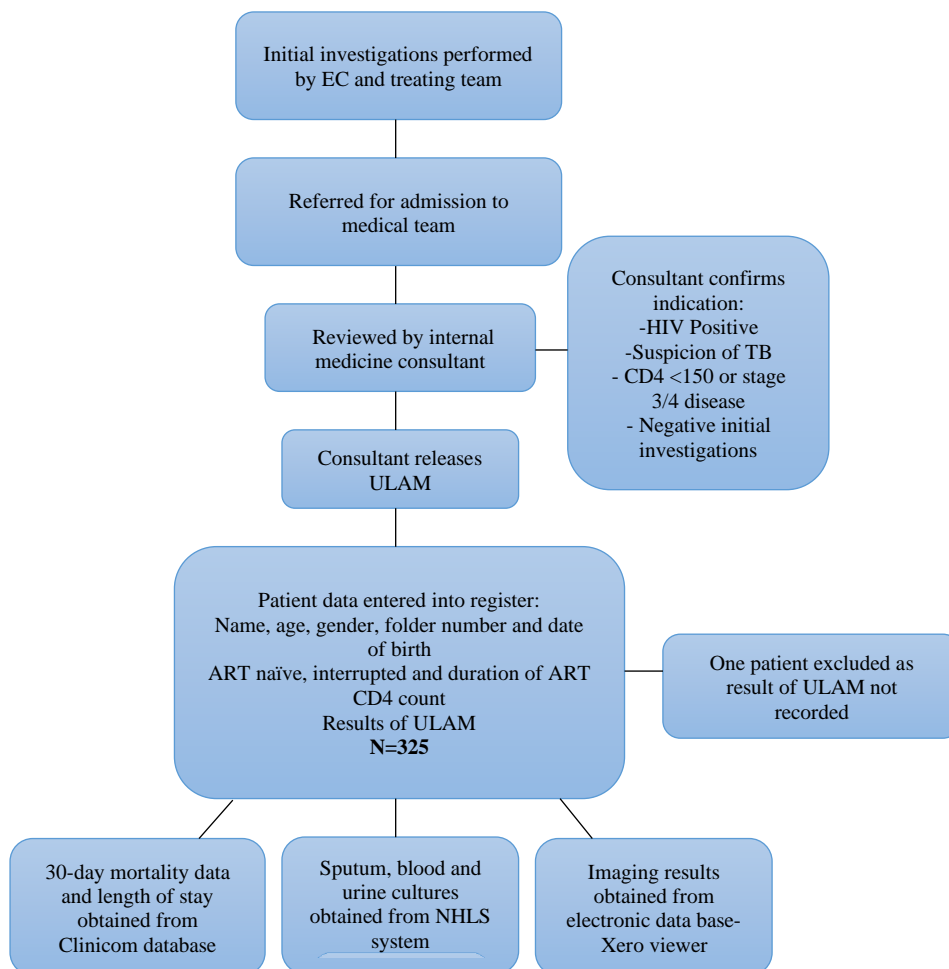 Initial investigations performed
by EC and treating team
Referred for admission to
medical team
Reviewed by internal
medicine consultant
Consultant confirms
indication:
-HIV Positive
-Suspicion of TB
- CD4 <150 or stage
3/4 disease
- Negative initial
investigations
Consultant releases
ULAM
Patient data entered into register:
Name, age, gender, folder number and date
of birth
ART naïve, interrupted and duration of ART
CD4 count
Results of ULAM
N=325
One patient excluded as
result of ULAM not
recorded
30-day mortality data
and length of stay
obtained from
Clinicom database
Sputum, blood and
urine cultures
obtained from NHLS
system
Imaging results
obtained from
electronic data base-
Xero viewer